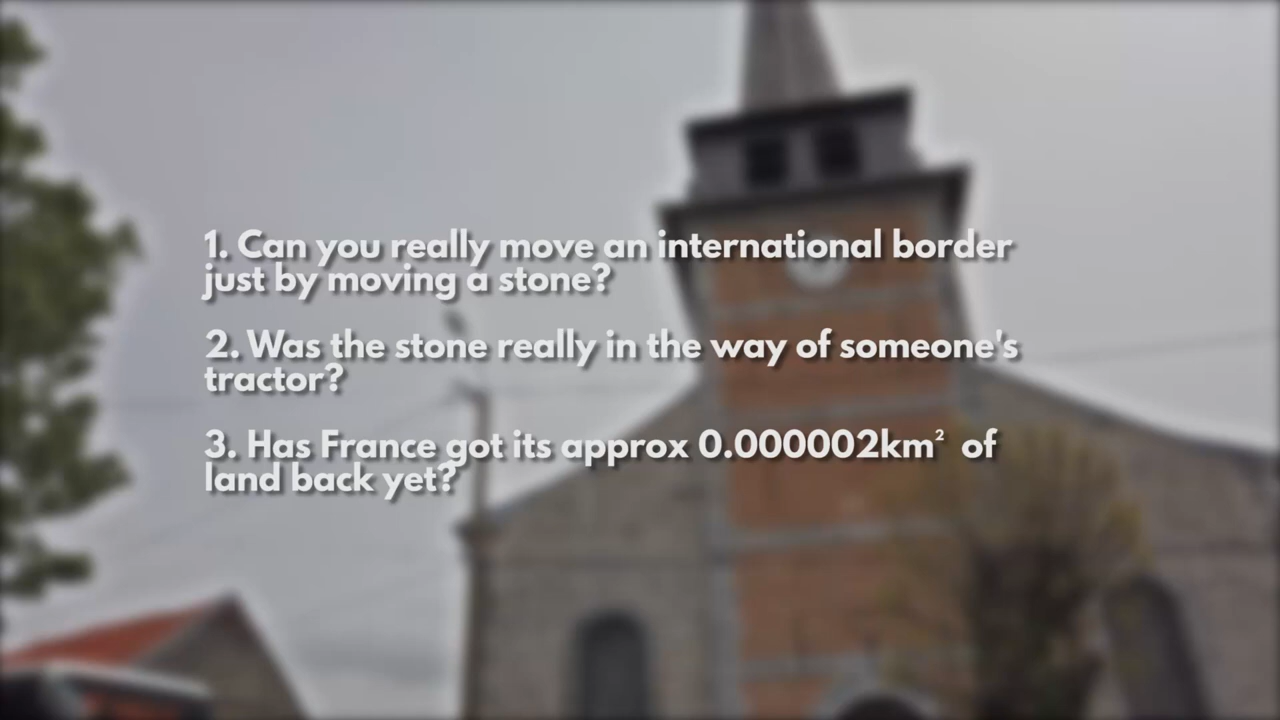 1. Can you really move an international border
just by moving a stone?
2. Was the stone really in the way of someone's
tractor?
3. Has France got its approx 0.000002km² of
land back yet?